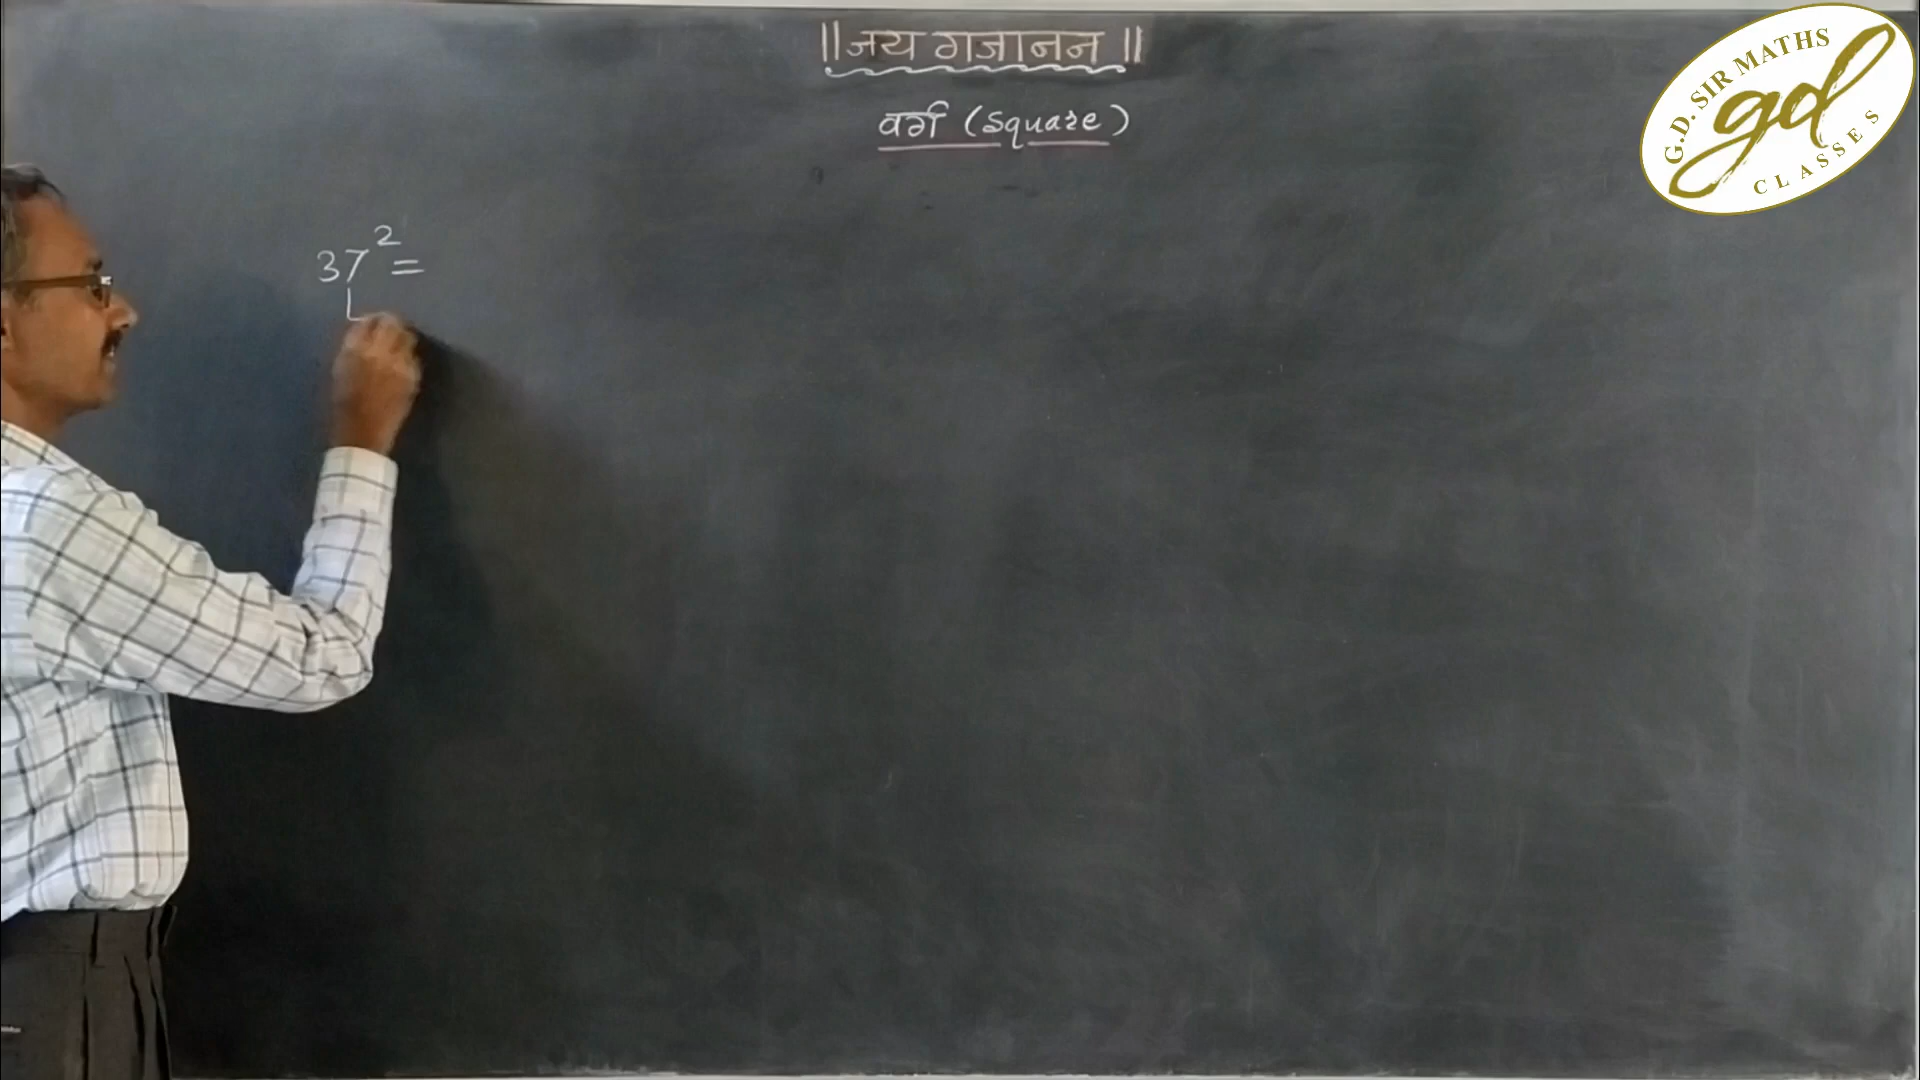 ||जय गजानन||
वर्ग (Square)
37² =
G.D. SIR MATHS
gd
CLASSES